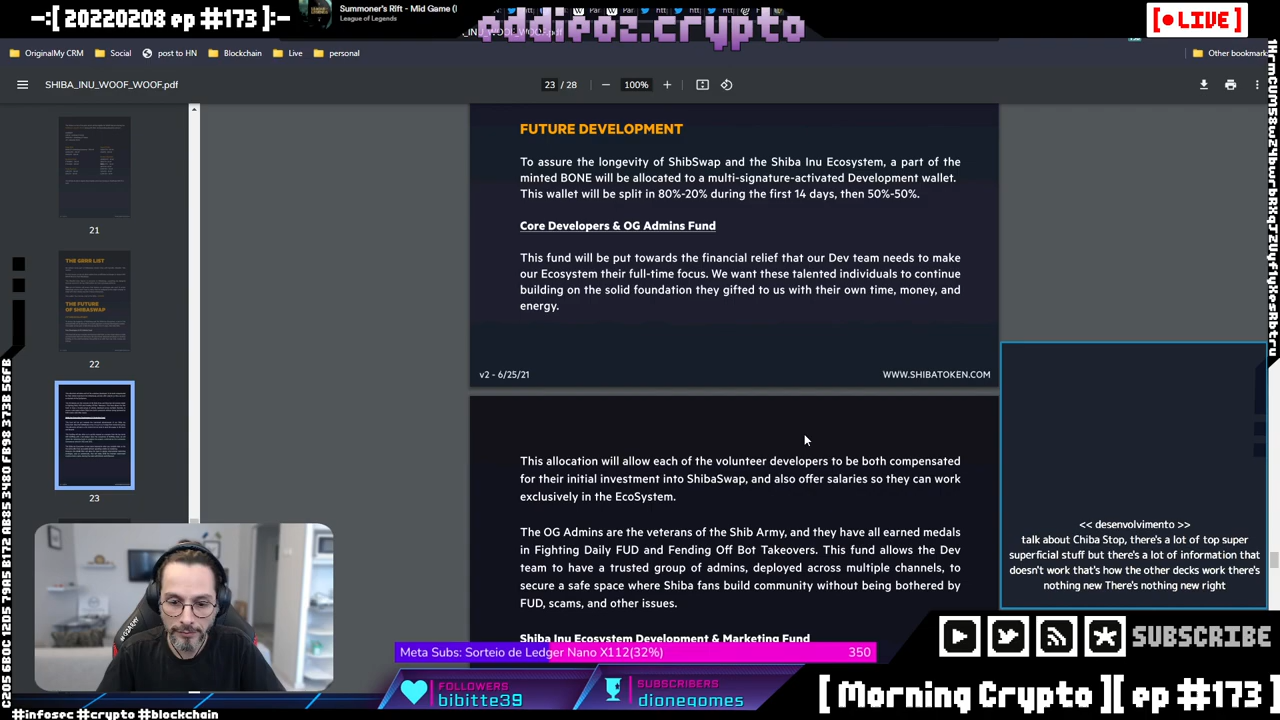 -:[ 20220208 ep #173 ]:-
Summoner's Rift - Mid Game (
League of Legends
eddieoz.crypto
[● LIVE ]
OriginalMy CRM
Social
post to HN
Blockchain
Live
personal
Other bookmark
SHIBA_INU_WOOF_WOOF.pdf
23 / 28
100%
21
THE GRRR LIST
THE FUTURE
OF SHIBASWAP
22
23
FUTURE DEVELOPMENT
To assure the longevity of ShibSwap and the Shiba Inu Ecosystem, a part of the
minted BONE will be allocated to a multi-signature-activated Development wallet.
This wallet will be split in 80%-20% during the first 14 days, then 50%-50%.
Core Developers & OG Admins Fund
This fund will be put towards the financial relief that our Dev team needs to make
our Ecosystem their full-time focus. We want these talented individuals to continue
building on the solid foundation they gifted to us with their own time, money, and
energy.
v2 - 6/25/21
WWW.SHIBATOKEN.COM
This allocation will allow each of the volunteer developers to be both compensated
for their initial investment into ShibaSwap, and also offer salaries so they can work
exclusively in the EcoSystem.
The OG Admins are the veterans of the Shib Army, and they have all earned medals
in Fighting Daily FUD and Fending Off Bot Takeovers. This fund allows the Dev
team to have a trusted group of admins, deployed across multiple channels, to
secure a safe space where Shiba fans build community without being bothered by
FUD, scams, and other issues.
Shiba Inu Ecosystem Development & Marketing Fund
<< desenvolvimento >>
talk about Chiba Stop, there's a lot of top super
superficial stuff but there's a lot of information that
doesn't work that's how the other decks work there's
nothing new There's nothing new right
Meta Subs: Sorteio de Ledger Nano X112(32%)
350
SUBSCRIBE
FOLLOWERS
bibitte39
SUBSCRIBERS
dionegomes
[ Morning Crypto ][ ep #173 ]
#infosec #crypto #blockchain